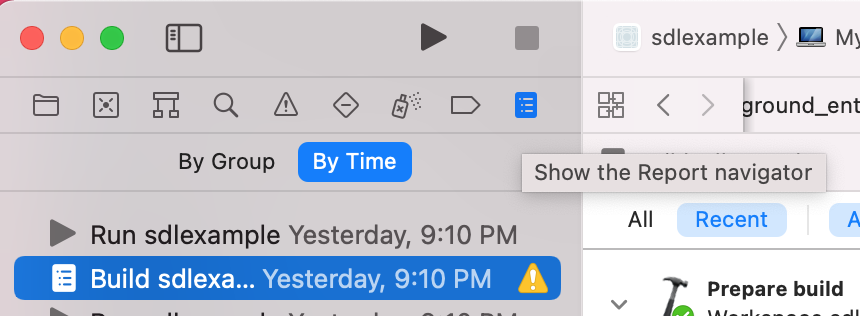 sdlexample
My
ground_ent
By Group
By Time
Show the Report navigator
All
Recent
A
Run sdlexample Yesterday, 9:10 PM
Build sdlexa... Yesterday, 9:10 PM
Prepare build